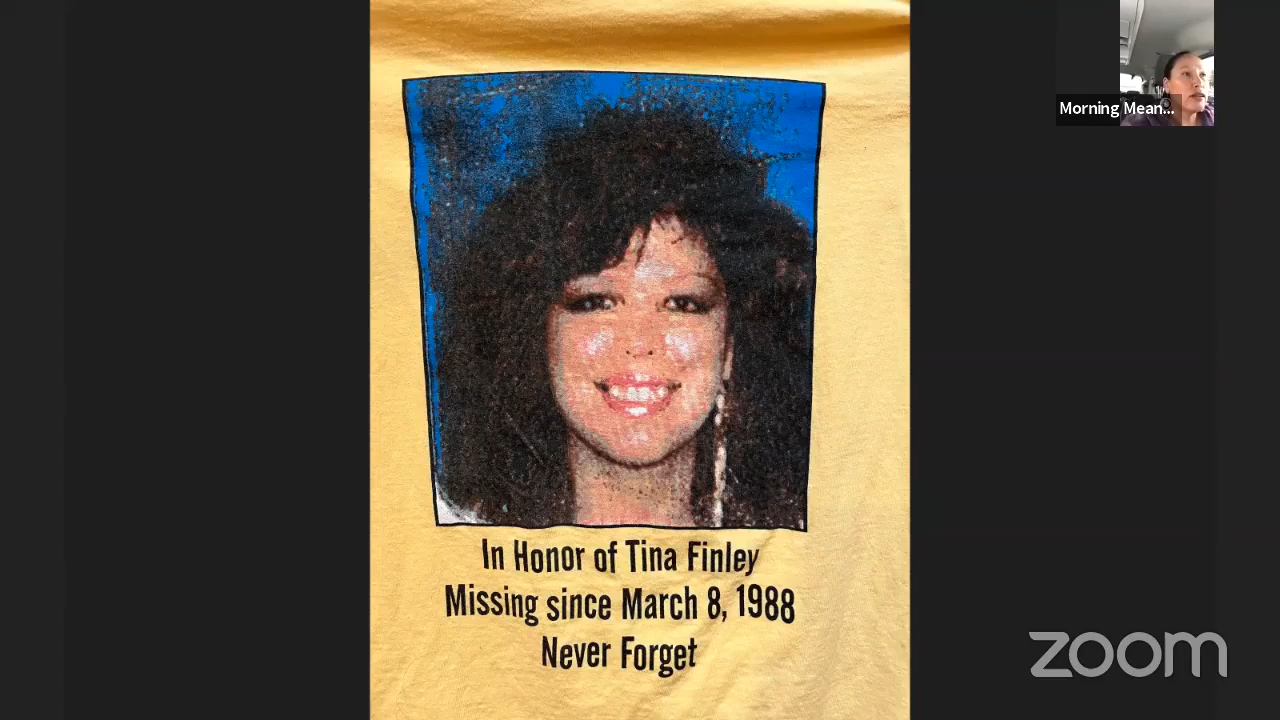 Morning Mean...
In Honor of Tina Finley
Missing since March 8, 1988
Never Forget
zoom